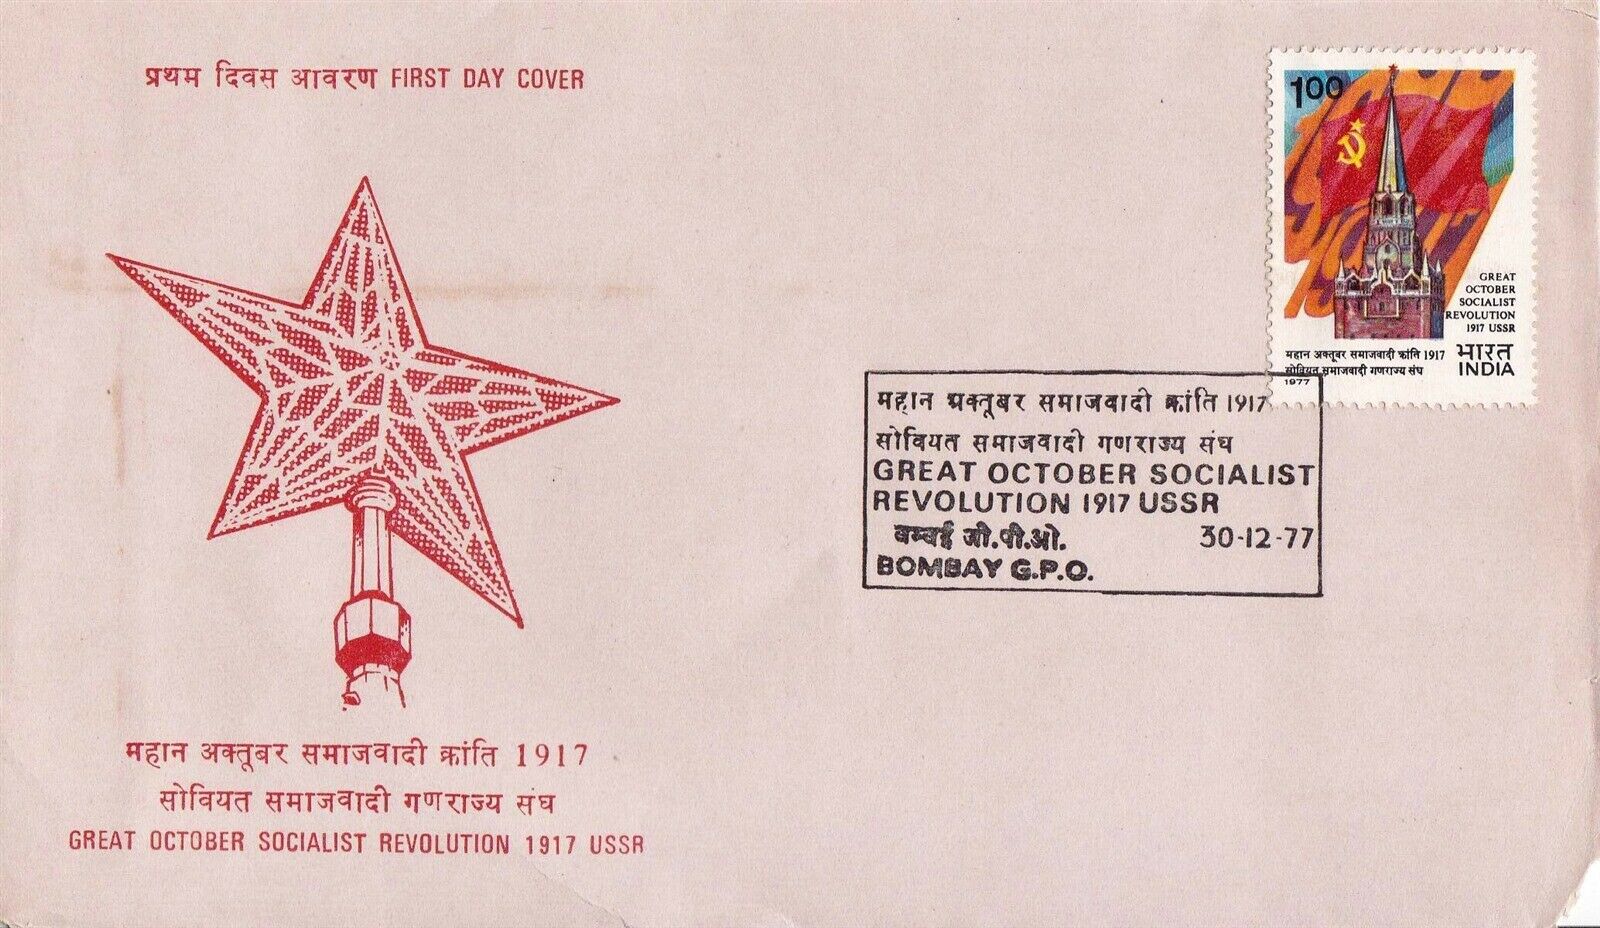 प्रथम दिवस आवरण FIRST DAY COVER
1.00
GREAT
OCTOBER
SOCIALIST
REVOLUTION
1917 USSR
महान अक्तूबर समाजवादी क्रांति 1917
सोवियत समाजवादी गणराज्य संघ
1977
भारत
INDIA
महान अक्तूबर समाजवादी क्रांति 1917
सोवियत समाजवादी गणराज्य संघ
GREAT OCTOBER SOCIALIST
REVOLUTION 1917 USSR
बम्बई जी.पी.ओ. 30-12-77
BOMBAY G.P.O.
महान अक्तूबर समाजवादी क्रांति 1917
सोवियत समाजवादी गणराज्य संघ
GREAT OCTOBER SOCIALIST REVOLUTION 1917 USSR